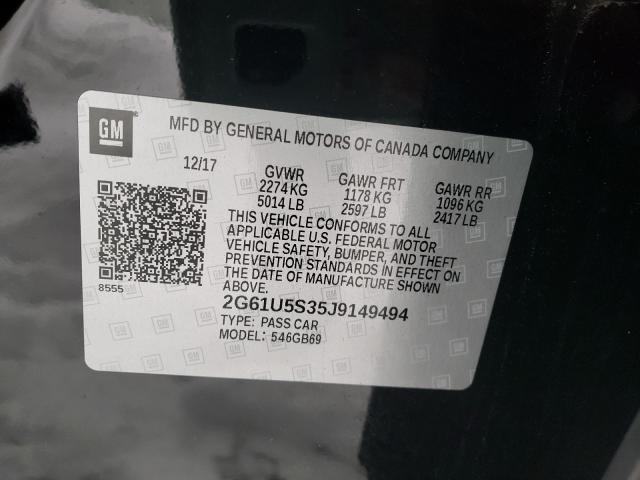 GM
MFD BY GENERAL MOTORS OF CANADA COMPANY
12/17
GVWR
2274 KG
5014 LB
GAWR FRT
1178 KG
2597 LB
GAWR RR
1096 KG
2417 LB
THIS VEHICLE CONFORMS TO ALL
APPLICABLE U.S. FEDERAL MOTOR
VEHICLE SAFETY, BUMPER, AND THEFT
PREVENTION STANDARDS IN EFFECT ON
THE DATE OF MANUFACTURE SHOWN
ABOVE.
8555
2G61U5S35J9149494
TYPE: PASS CAR
MODEL: 546GB69